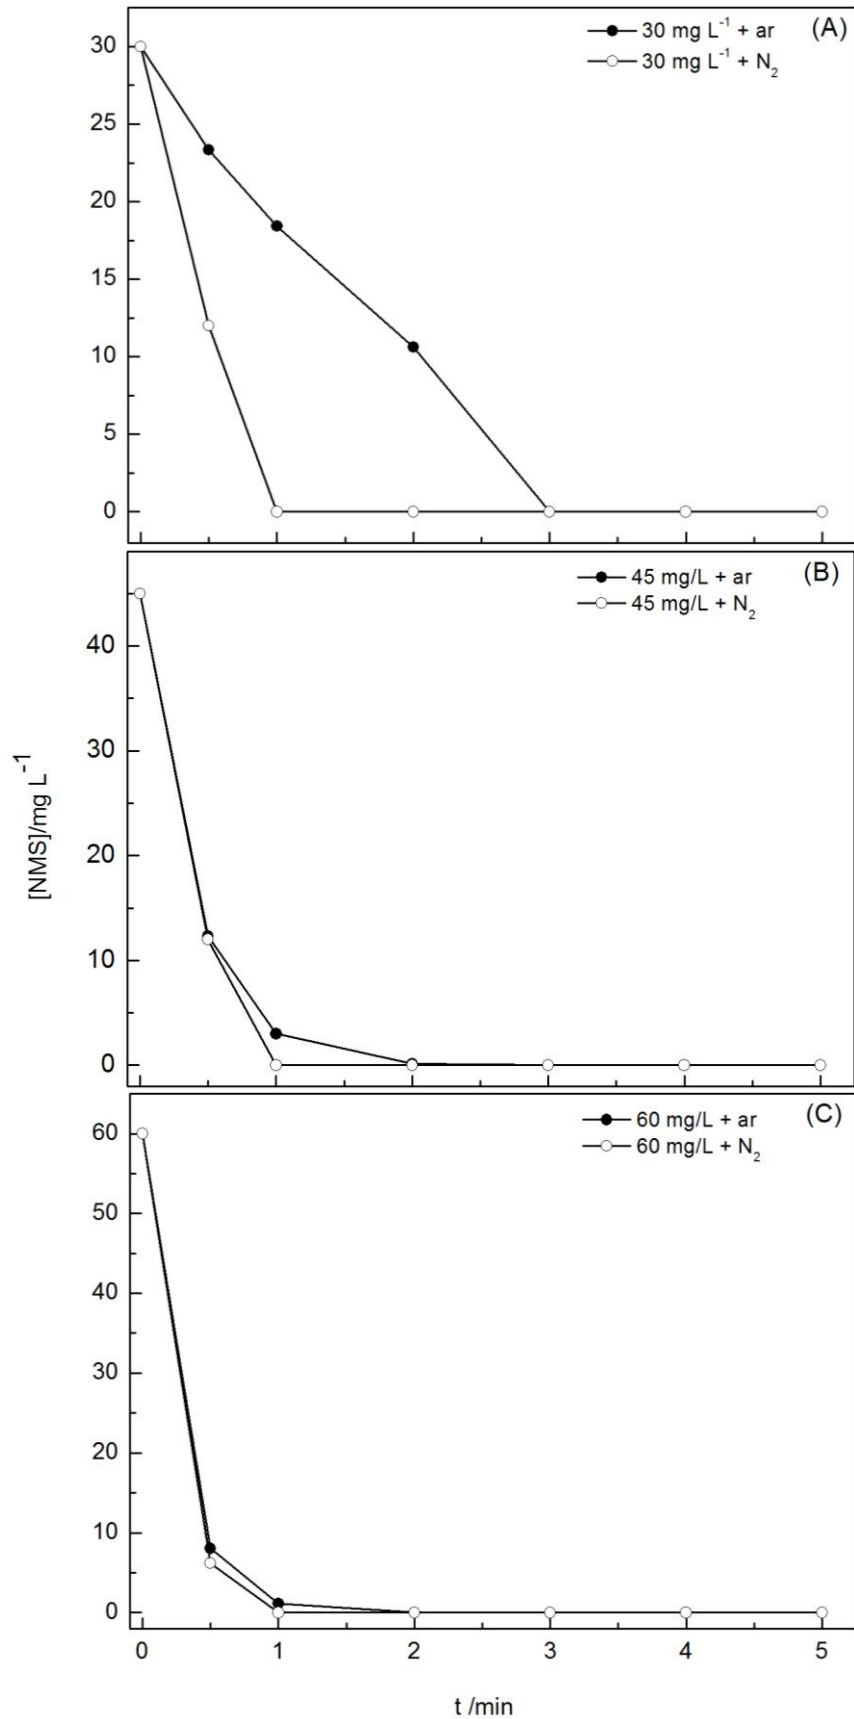 (A)
30 mg L⁻¹ + ar
30 mg L⁻¹ + N₂
30
25
20
15
10
5
0
(B)
45 mg/L + ar
45 mg/L + N₂
40
30
20
10
0
[NMS]/mg L⁻¹
(C)
60 mg/L + ar
60 mg/L + N₂
60
50
40
30
20
10
0
0 1 2 3 4 5
t /min